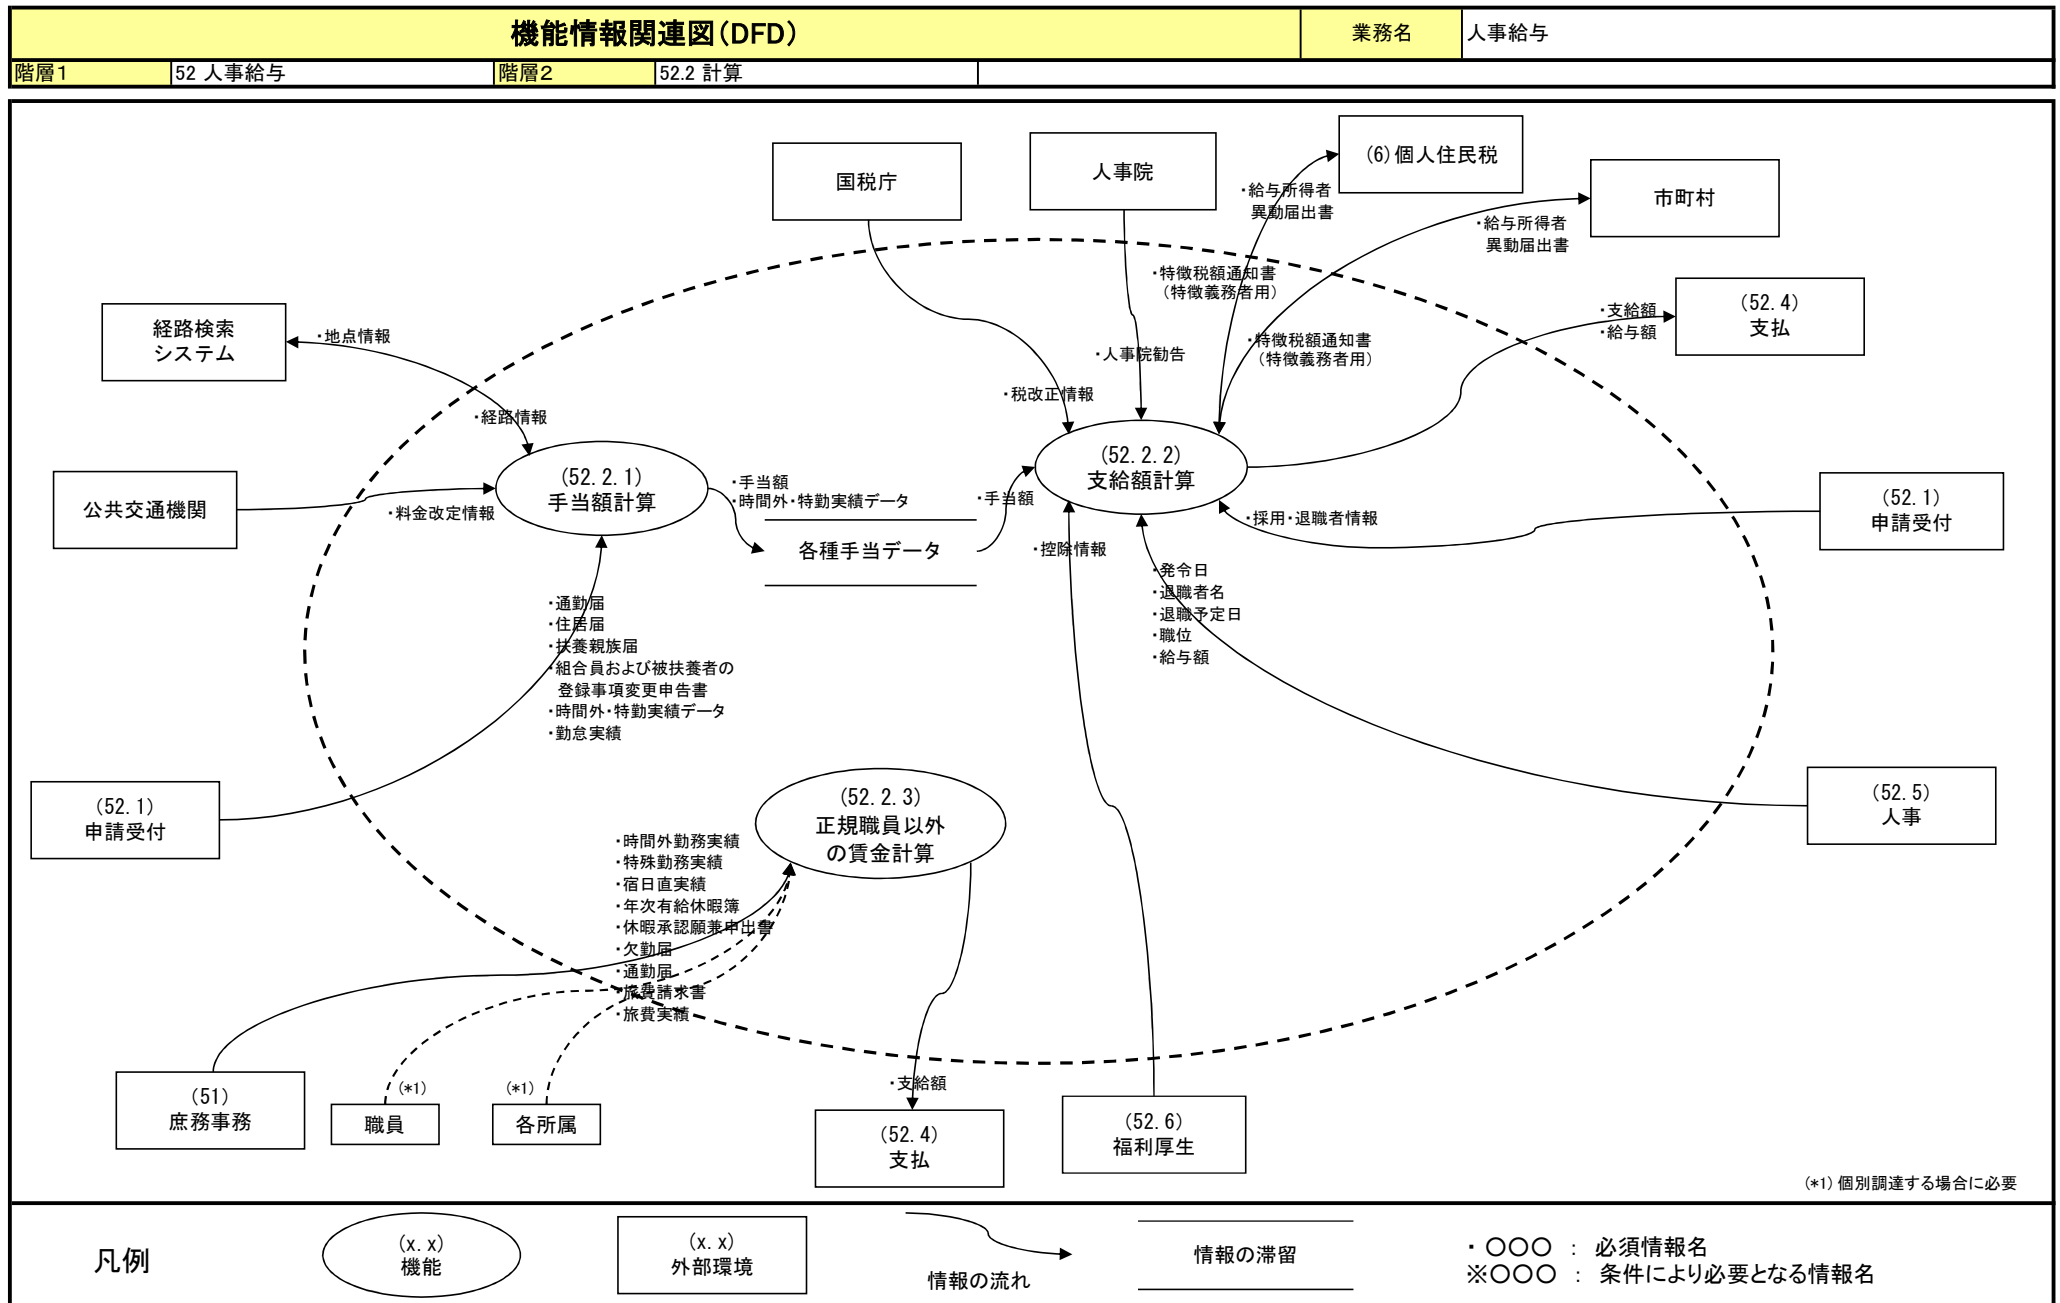 機能情報関連図(DFD)
業務名
人事給与
階層1
52 人事給与
階層2
52.2 計算
国税庁
人事院
(6)個人住民税
市町村
・給与所得者
異動届出書
・給与所得者
異動届出書
・特徴税額通知書
(特徴義務者用)
・特徴税額通知書
(特徴義務者用)
(52.4)
支払
・支給額
・給与額
経路検索
システム
・地点情報
・経路情報
・人事院勧告
・税改正情報
公共交通機関
・料金改定情報
(52.2.1)
手当額計算
・手当額
・時間外・特勤実績データ
各種手当データ
・手当額
(52.2.2)
支給額計算
(52.1)
申請受付
・採用・退職者情報
・控除情報
・発令日
・退職者名
・退職予定日
・職位
・給与額
・通勤届
・住居届
・扶養親族届
・組合員および被扶養者の
登録事項変更申告書
・時間外・特勤実績データ
・勤怠実績
(52.1)
申請受付
(52.2.3)
正規職員以外
の賃金計算
(52.5)
人事
・時間外勤務実績
・特殊勤務実績
・宿日直実績
・年次有給休暇簿
・休暇承認願兼申出書
・欠勤届
・通勤届
・旅費請求書
・旅費実績
(51)
庶務事務
(*1)
職員
(*1)
各所属
・支給額
(52.4)
支払
(52.6)
福利厚生
(*1)個別調達する場合に必要
凡例
(x.x)
機能
(x.x)
外部環境
情報の流れ
情報の滞留
・ 〇〇〇 : 必須情報名
※〇〇〇 : 条件により必要となる情報名